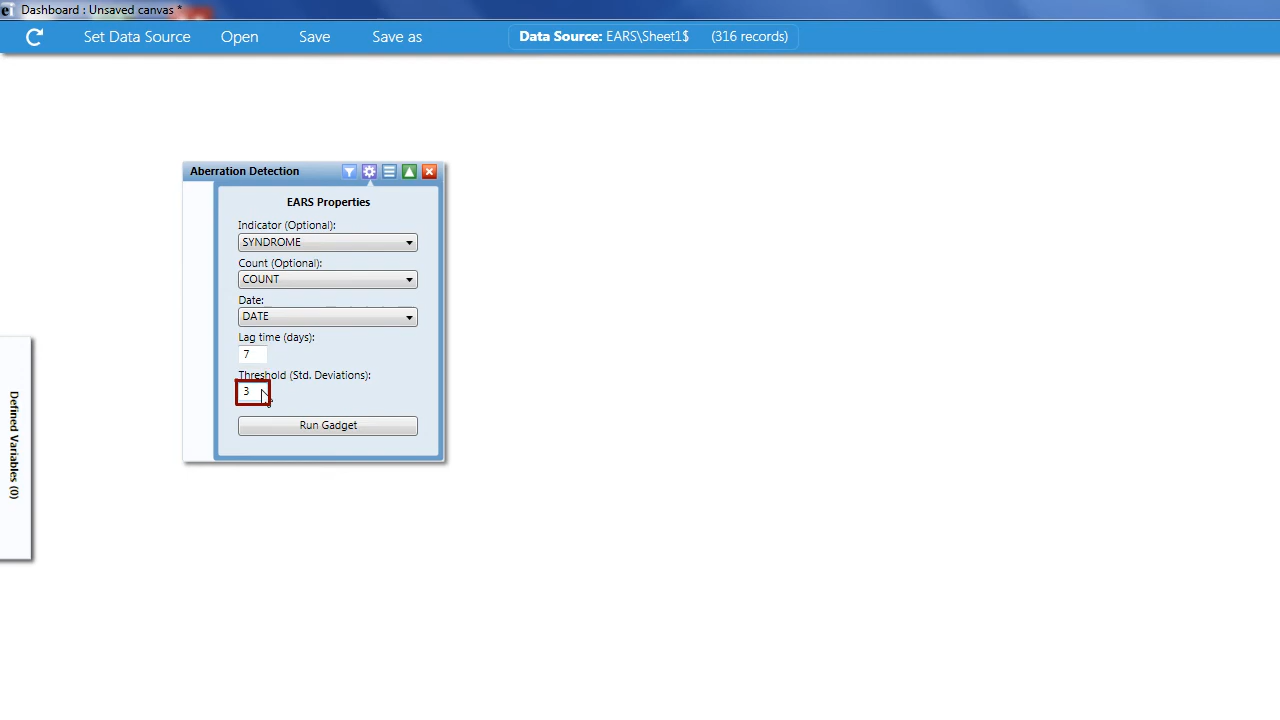 Dashboard : Unsaved canvas *
Set Data Source Open Save Save as Data Source: EARS\Sheet1$ (316 records)
Aberration Detection
EARS Properties
Indicator (Optional):
SYNDROME
Count (Optional):
COUNT
Date:
DATE
Lag time (days):
7
Threshold (Std. Deviations):
3
Run Gadget
Defined Variables (0)